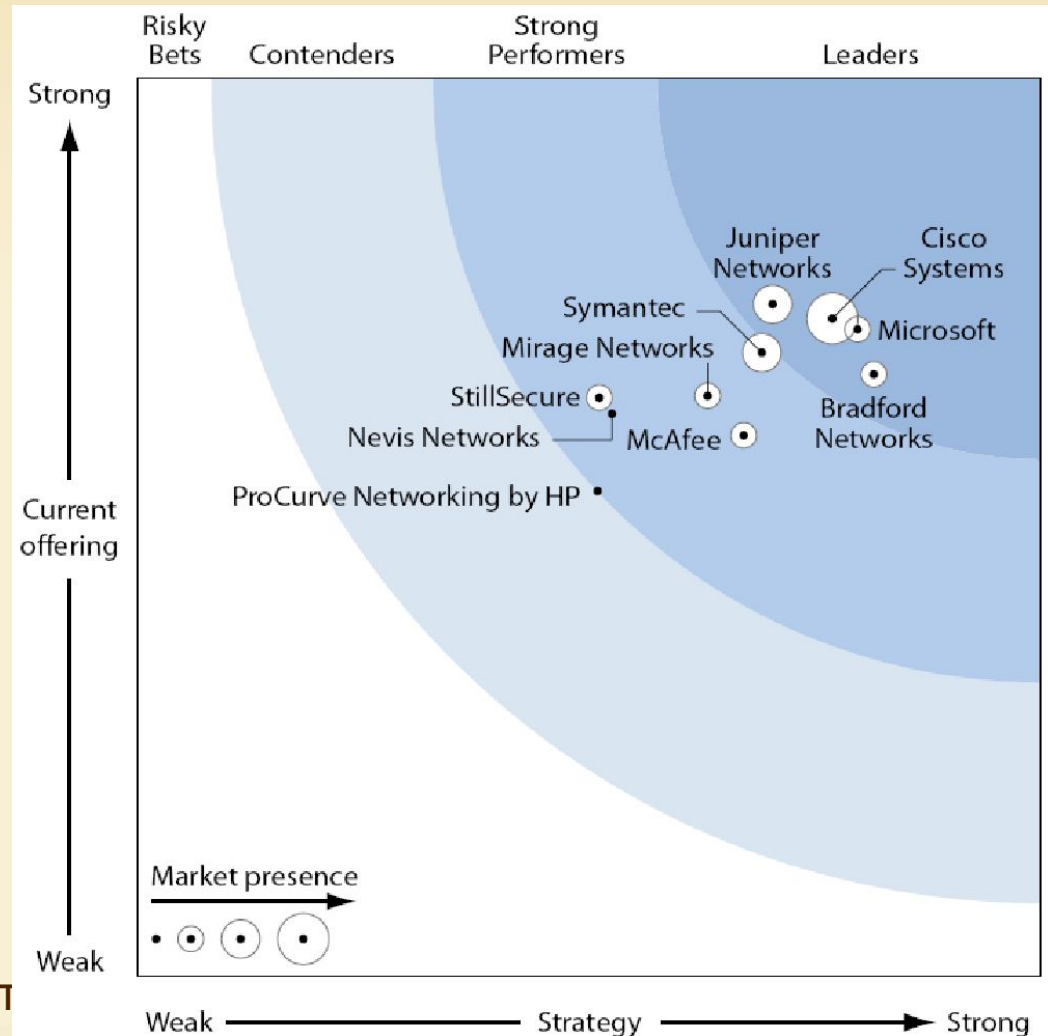 Risky
Bets
Contenders
Strong
Performers
Leaders
Strong
Current
offering
Weak
Juniper
Networks
Cisco
Systems
Symantec
Microsoft
Mirage Networks
StillSecure
Bradford
Networks
Nevis Networks
McAfee
ProCurve Networking by HP
Market presence
T
Weak
Strategy
Strong